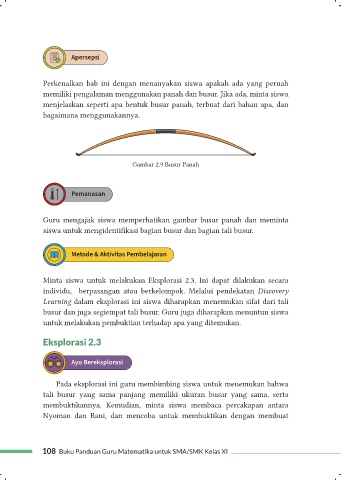 Apersepsi
Perkenalkan bab ini dengan menanyakan siswa apakah ada yang pernah
memiliki pengalaman menggunakan panah dan busur. Jika ada, minta siswa
menjelaskan seperti apa bentuk busur panah, terbuat dari bahan apa, dan
bagaimana menggunakannya.
Gambar 2.9 Busur Panah
Pemanasan
Guru mengajak siswa memperhatikan gambar busur panah dan meminta
siswa untuk mengidentifikasi bagian busur dan bagian tali busur.
Metode & Aktivitas Pembelajaran
Minta siswa untuk melakukan Eksplorasi 2.3. Ini dapat dilakukan secara
individu, berpasangan atau berkelompok. Melalui pendekatan Discovery
Learning dalam eksplorasi ini siswa diharapkan menemukan sifat dari tali
busur dan juga segiempat tali busur. Guru juga diharapkan menuntun siswa
untuk melakukan pembuktian terhadap apa yang ditemukan.
Eksplorasi 2.3
Ayo Bereksplorasi
Pada eksplorasi ini guru membimbing siswa untuk menemukan bahwa
tali busur yang sama panjang memiliki ukuran busur yang sama, serta
membuktikannya. Kemudian, minta siswa membaca percakapan antara
Nyoman dan Rani, dan mencoba untuk membuktikan dengan membuat
108 Buku Panduan Guru Matematika untuk SMA/SMK Kelas XI